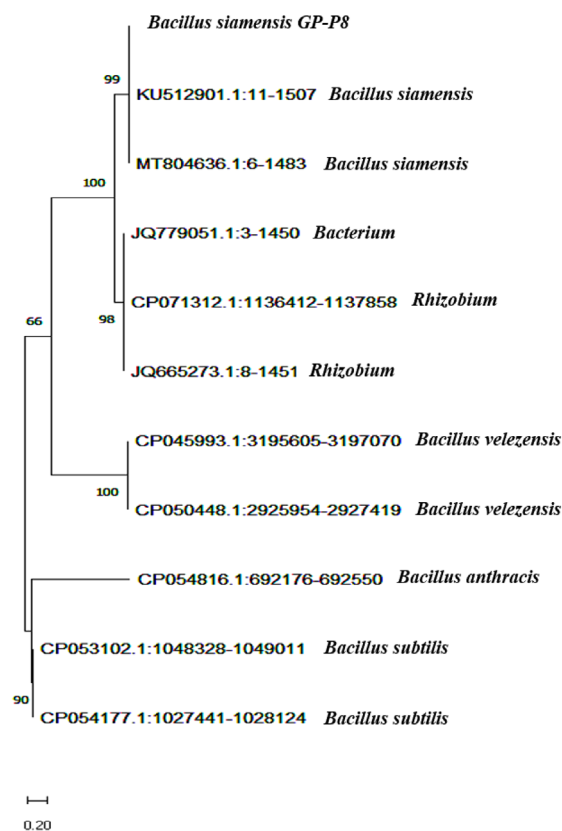 Bacillus siamensis GP-P8
99
KU512901.1:11-1507 Bacillus siamensis
MT804636.1:6-1483 Bacillus siamensis
100
JQ779051.1:3-1450 Bacterium
CP071312.1:1136412-1137858 Rhizobium
98
66
JQ665273.1:8-1451 Rhizobium
CP045993.1:3195605-3197070 Bacillus velezensis
100
CP050448.1:2925954-2927419 Bacillus velezensis
CP054816.1:692176-692550 Bacillus anthracis
CP053102.1:1048328-1049011 Bacillus subtilis
90
CP054177.1:1027441-1028124 Bacillus subtilis
0.20